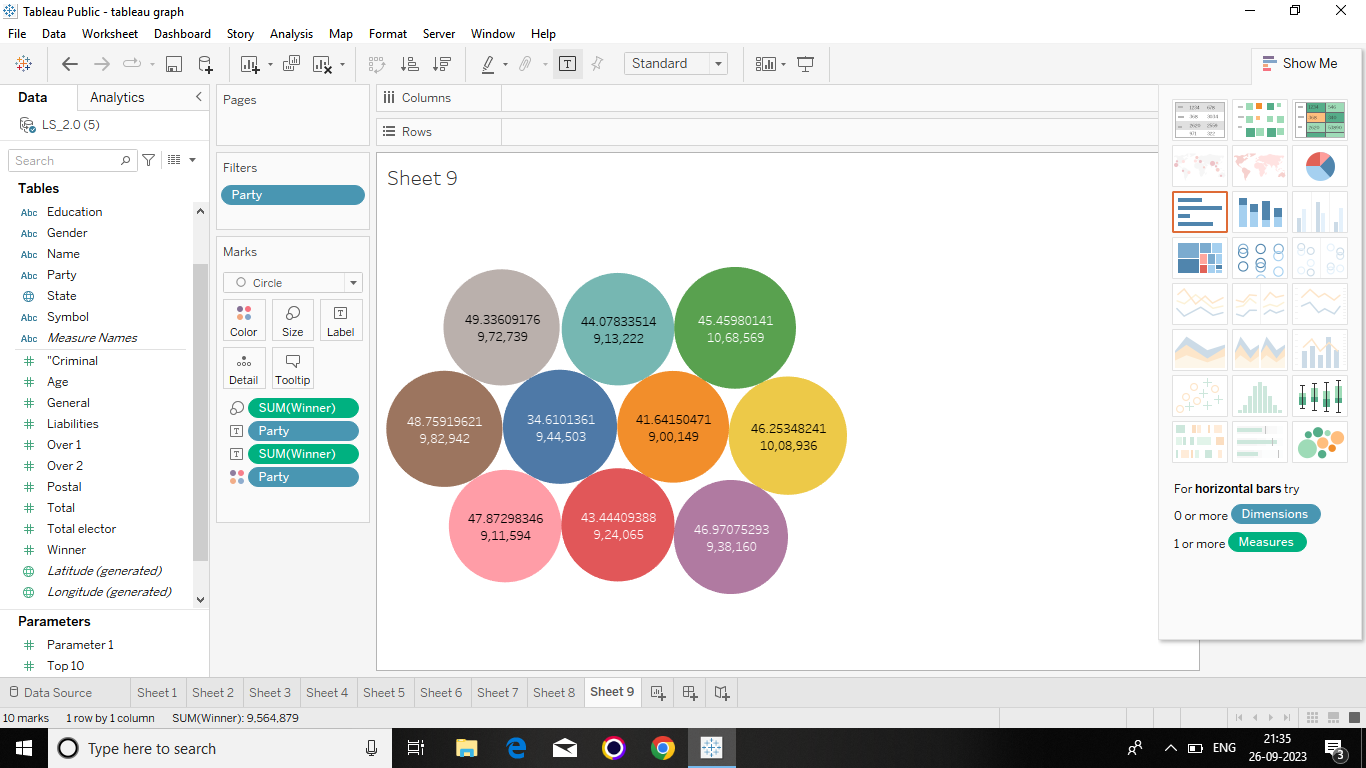 Tableau Public - tableau graph
File Data Worksheet Dashboard Story Analysis Map Format Server Window Help
Standard
Show Me
Data Analytics
LS_2.0 (5)
Search
Tables
Abc Education
Abc Gender
Abc Name
Abc Party
State
Abc Symbol
Abc Measure Names
"Criminal
Age
General
Liabilities
Over 1
Over 2
Postal
Total
Total elector
Winner
Latitude (generated)
Longitude (generated)
Parameters
Parameter 1
Top 10
Pages
Filters
Party
Marks
Circle
Color Size Label
Detail Tooltip
SUM(Winner)
Party
SUM(Winner)
Party
Columns
Rows
Sheet 9
49.33609176
9,72,739
44.07833514
9,13,222
45.45980141
10,68,569
48.75919621
9,82,942
34.6101361
9,44,503
41.64150471
9,00,149
46.25348241
10,08,936
47.87298346
9,11,594
43.44409388
9,24,065
46.97075293
9,38,160
For horizontal bars try
0 or more Dimensions
1 or more Measures
Data Source Sheet 1 Sheet 2 Sheet 3 Sheet 4 Sheet 5 Sheet 6 Sheet 7 Sheet 8 Sheet 9
10 marks 1 row by 1 column SUM(Winner): 9,564,879
Type here to search
ENG
21:35
26-09-2023
3